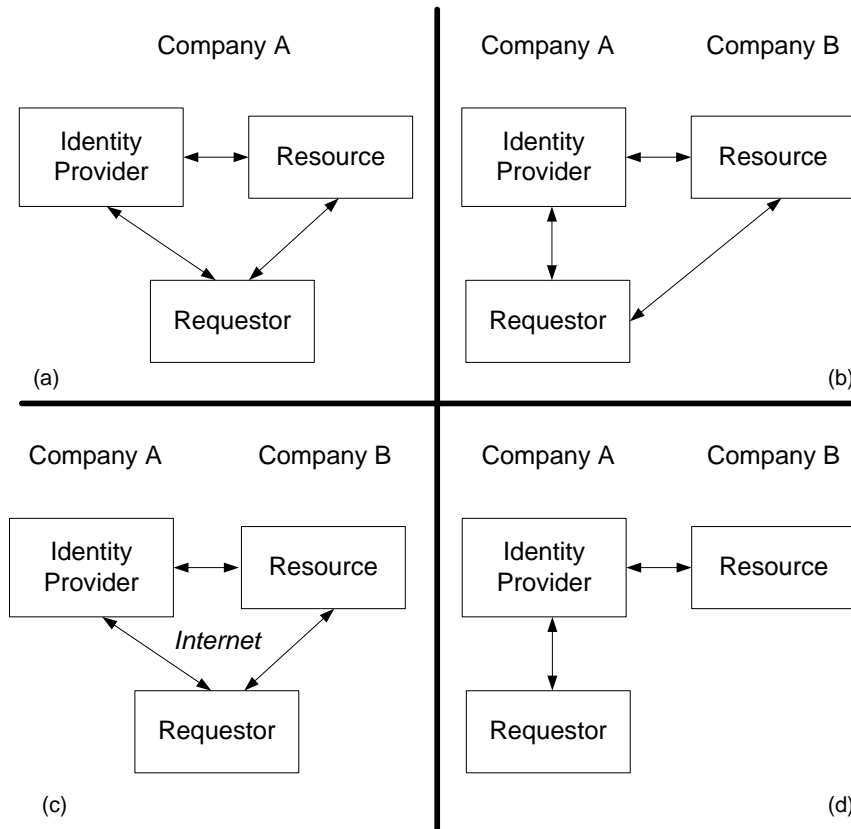 Company A
Identity
Provider
Resource
Requestor
(a)
Company A
Company B
Identity
Provider
Resource
Requestor
(b)
Company A
Company B
Identity
Provider
Resource
Internet
Requestor
(c)
Company A
Company B
Identity
Provider
Resource
Requestor
(d)